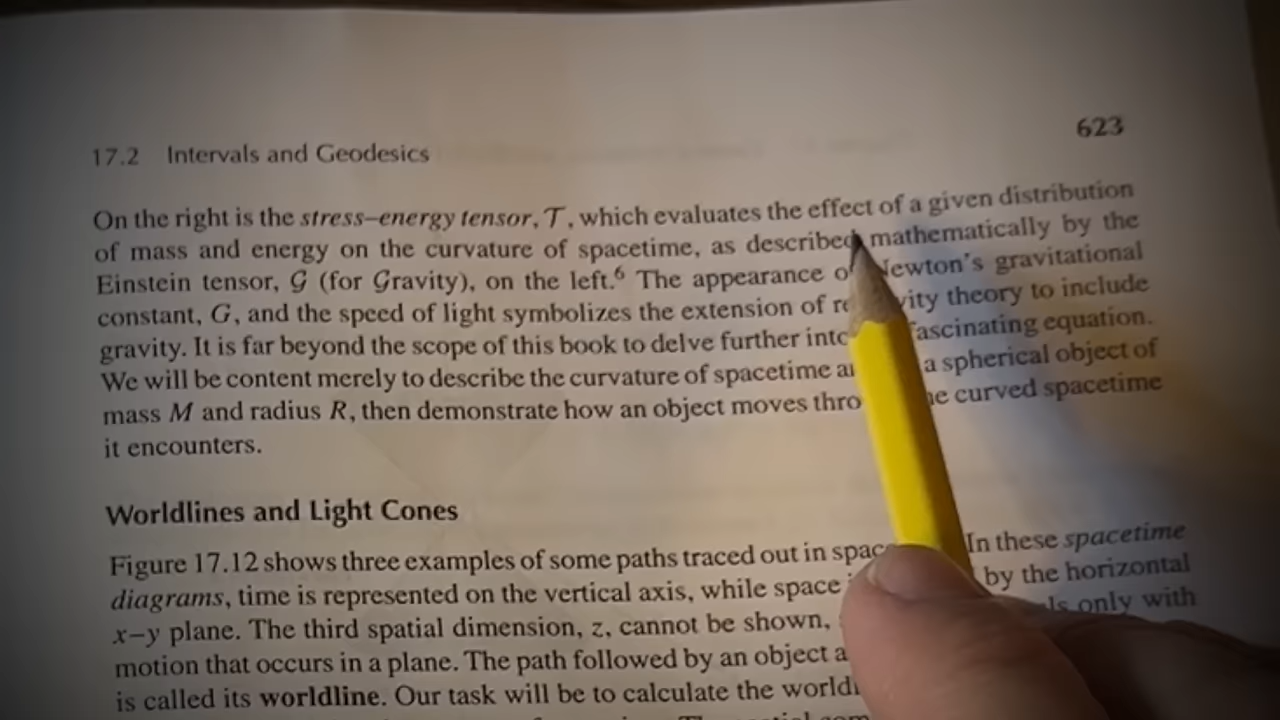 17.2 Intervals and Geodesics 623
On the right is the stress–energy tensor, T, which evaluates the effect of a given distribution
of mass and energy on the curvature of spacetime, as described mathematically by the
Einstein tensor, G (for Gravity), on the left.⁶ The appearance Newton's gravitational
constant, G, and the speed of light symbolizes the extension of theory to include
gravity. It is far beyond the scope of this book to delve further fascinating equation.
We will be content merely to describe the curvature of spacetime a spherical object of
mass M and radius R, then demonstrate how an object moves curved spacetime
it encounters.
Worldlines and Light Cones
Figure 17.12 shows three examples of some paths traced out in In these spacetime
diagrams, time is represented on the vertical axis, while space by the horizontal
x–y plane. The third spatial dimension, z, cannot be shown, only with
motion that occurs in a plane. The path followed by an object
is called its worldline. Our task will be to calculate the